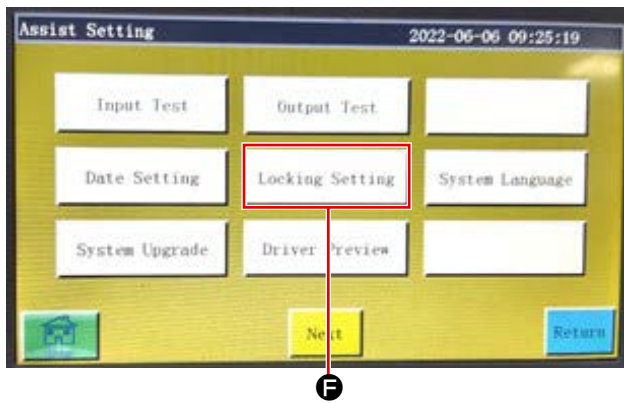 Assist Setting 2022-06-06 09:25:19
Input Test Output Test
Date Setting Locking Setting System Language
System Upgrade Driver Preview
Next Return
F